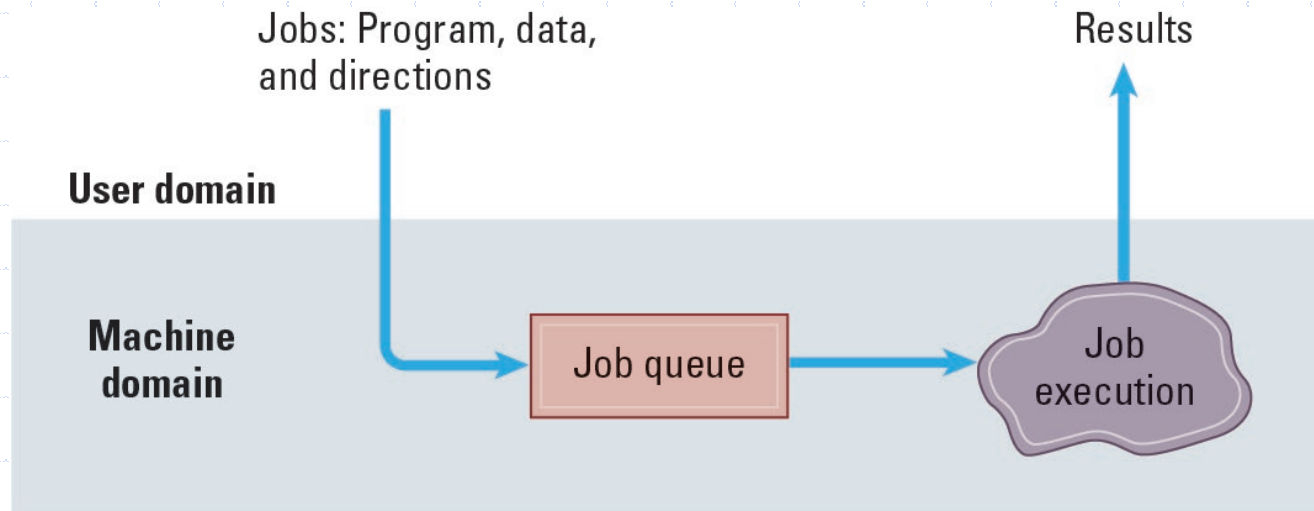 Jobs: Program, data,
and directions
Results
User domain
Machine
domain
Job queue
Job
execution